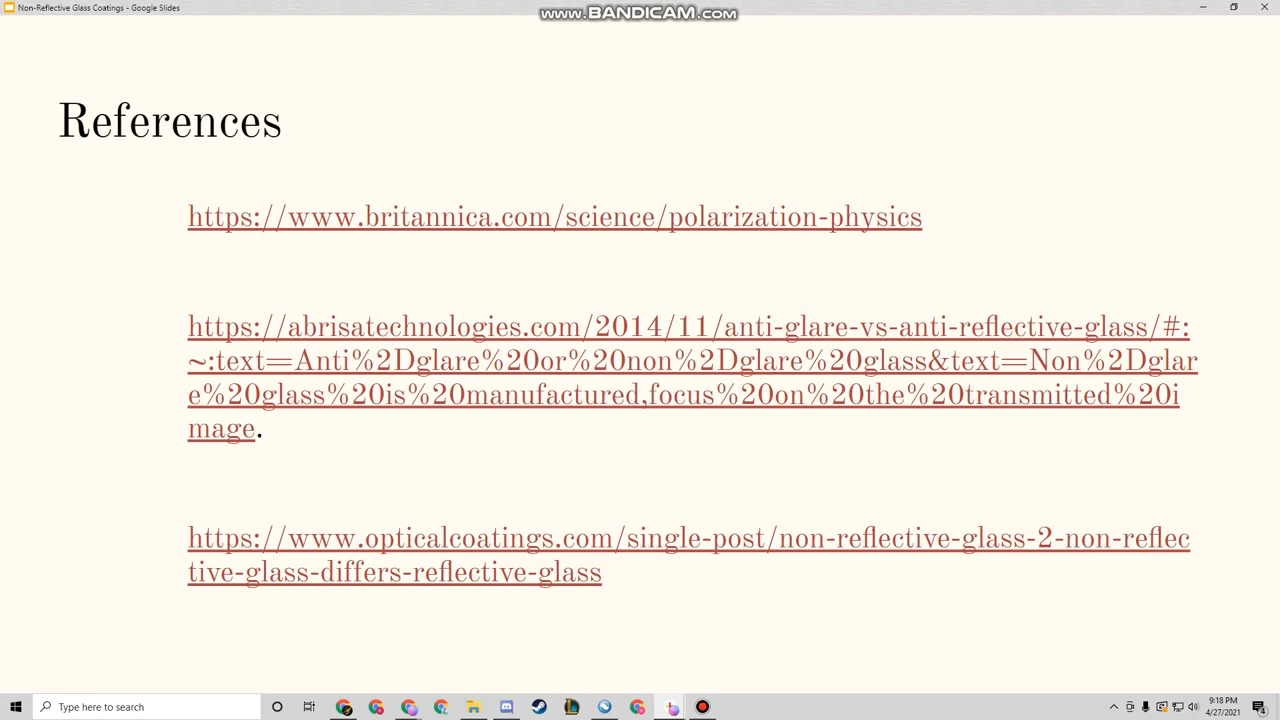 Non-Reflective Glass Coatings - Google Slides
www.BANDICAM.com
References
https://www.britannica.com/science/polarization-physics
https://abrisatechnologies.com/2014/11/anti-glare-vs-anti-reflective-glass/#:
~:text=Anti%2Dglare%20or%20non%2Dglare%20glass&text=Non%2Dglar
e%20glass%20is%20manufactured,focus%20on%20the%20transmitted%20i
mage.
https://www.opticalcoatings.com/single-post/non-reflective-glass-2-non-reflec
tive-glass-differs-reflective-glass
Type here to search
9:18 PM
4/27/2021
4